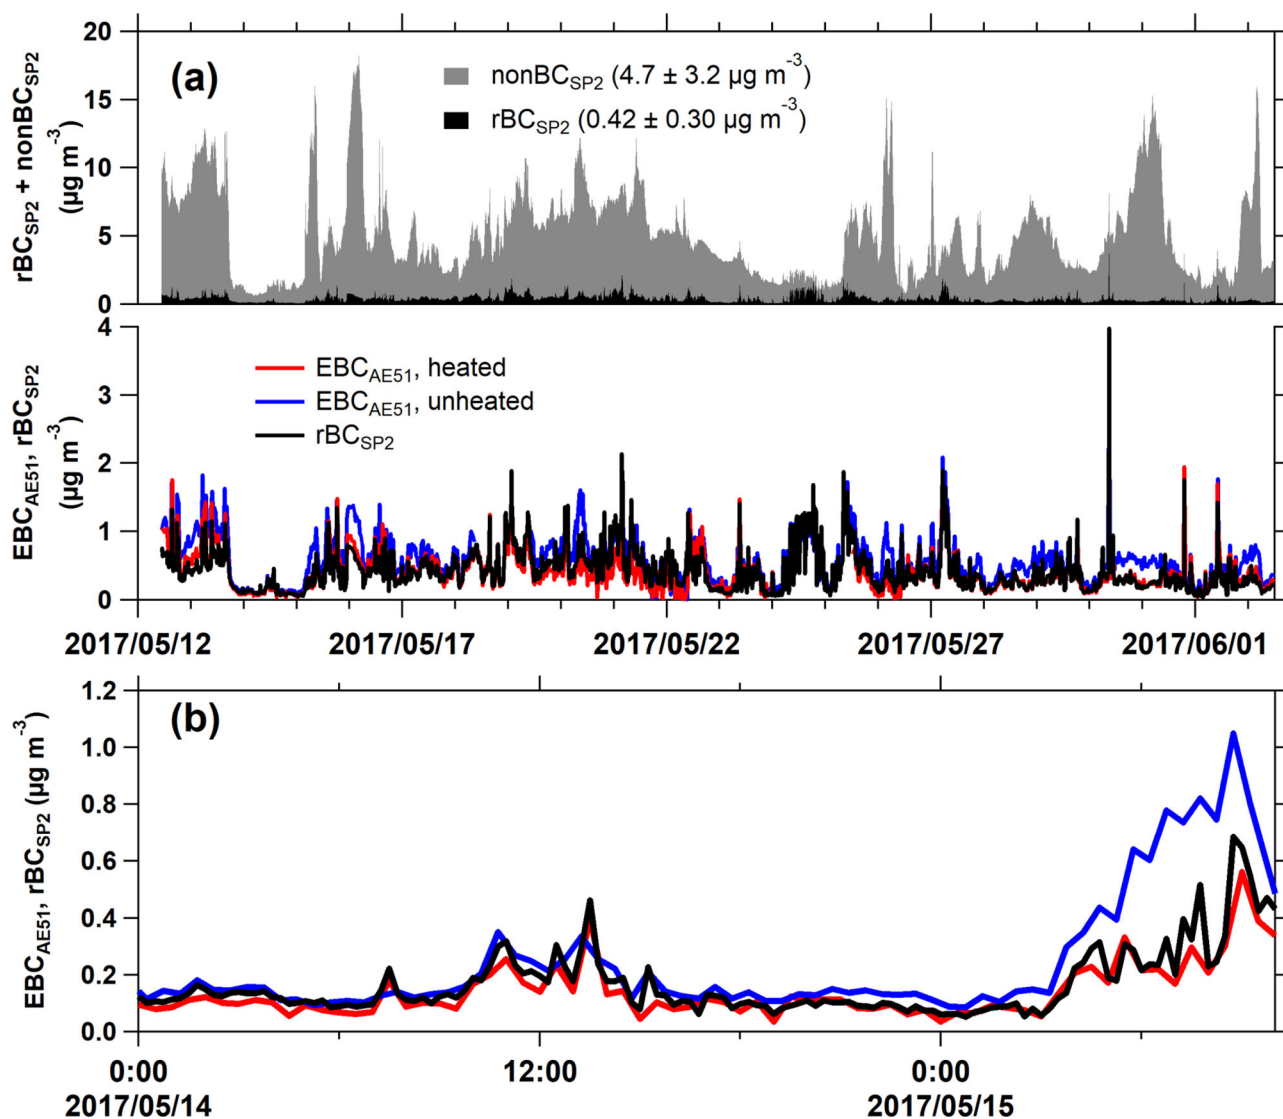 (a)
rBC_SP2 + nonBC_SP2
(µg m⁻³)
20
15
10
5
0
nonBC_SP2 (4.7 ± 3.2 µg m⁻³)
rBC_SP2 (0.42 ± 0.30 µg m⁻³)
EBC_AE51, rBC_SP2
(µg m⁻³)
4
3
2
1
0
EBC_AE51, heated
EBC_AE51, unheated
rBC_SP2
2017/05/12 2017/05/17 2017/05/22 2017/05/27 2017/06/01
(b)
EBC_AE51, rBC_SP2 (µg m⁻³)
1.2
1.0
0.8
0.6
0.4
0.2
0.0
0:00 12:00 0:00
2017/05/14 2017/05/15